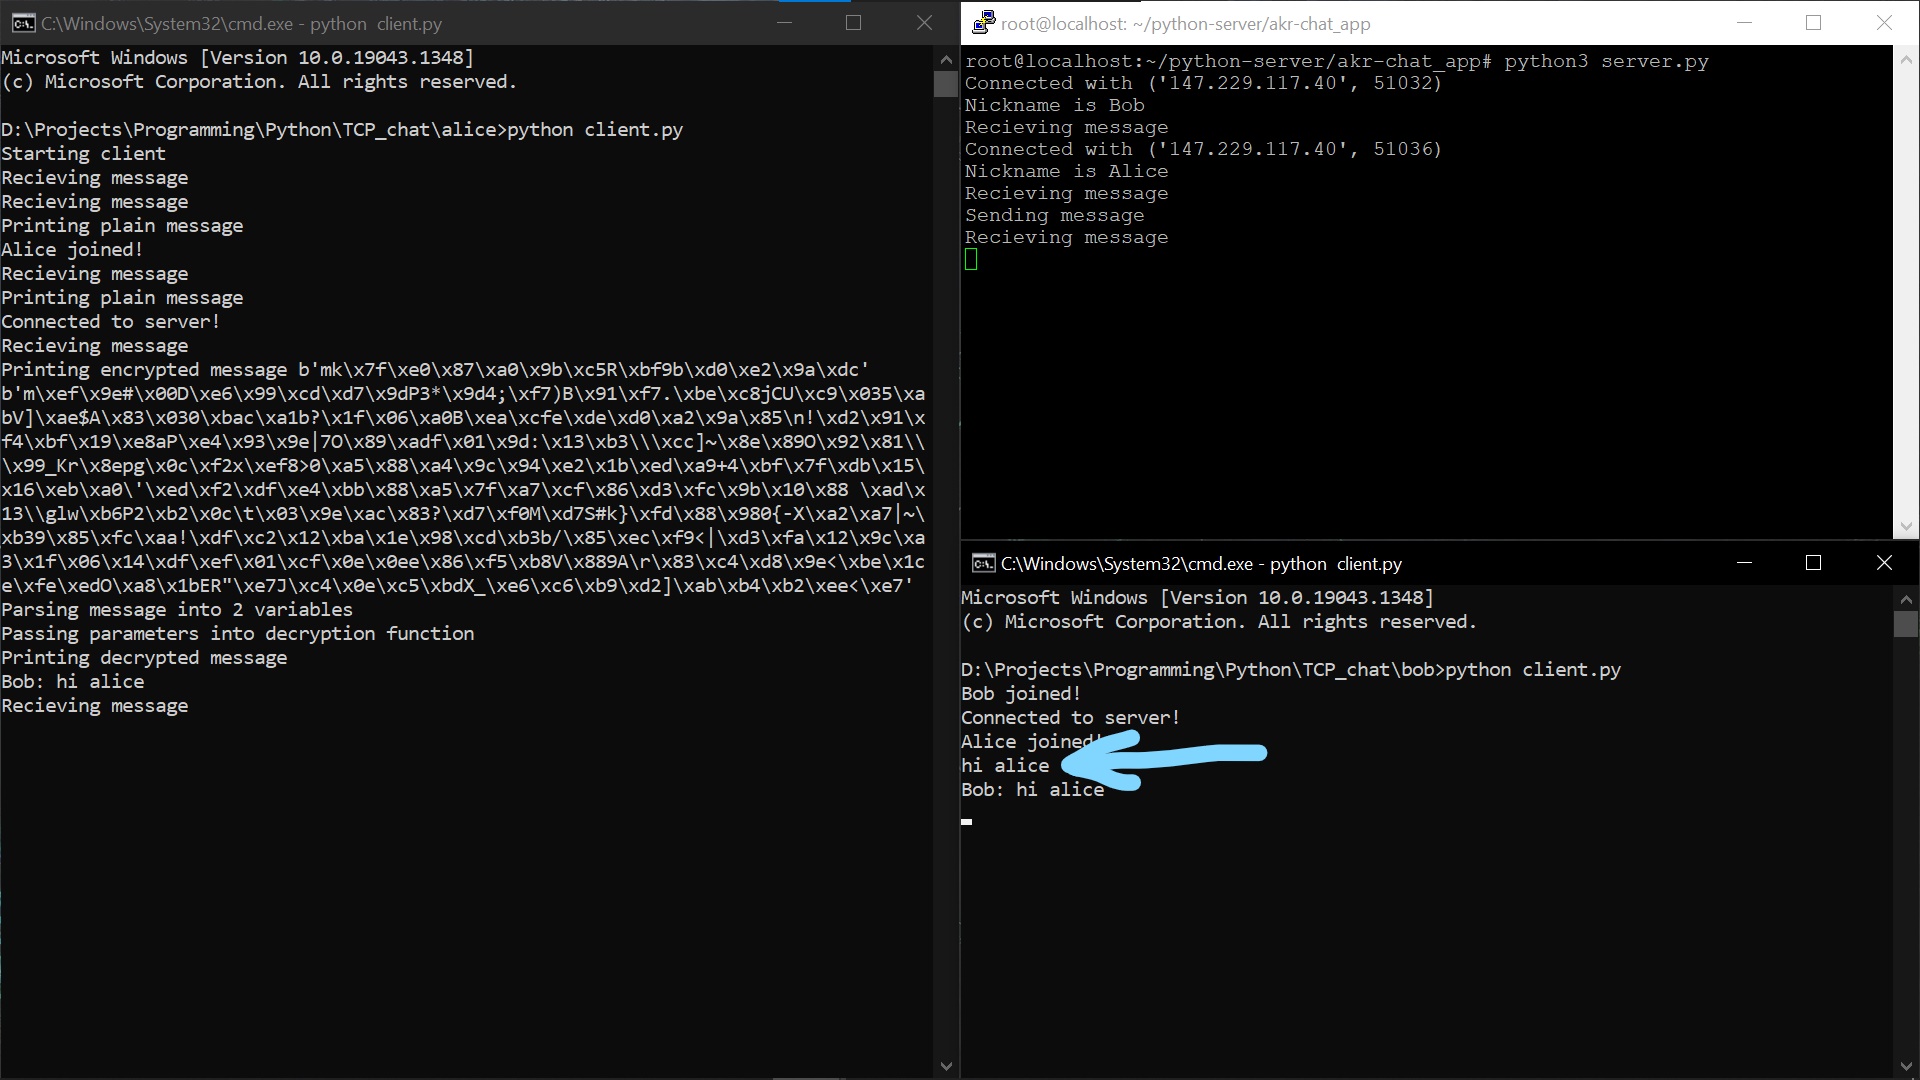 C:\Windows\System32\cmd.exe - python  client.py
Microsoft Windows [Version 10.0.19043.1348]
(c) Microsoft Corporation. All rights reserved.
D:\Projects\Programming\Python\TCP_chat\alice>python client.py
Starting client
Recieving message
Recieving message
Printing plain message
Alice joined!
Recieving message
Printing plain message
Connected to server!
Recieving message
Printing encrypted message b'mk\x7f\xe0\x87\xa0\x9b\xc5R\xbf9b\xd0\xe2\x9a\xdc'
b'm\xef\x9e#\x00D\xe6\x99\xcd\xd7\x9dP3*\x9d4;\xf7)B\x91\xf7.\xbe\xc8jCU\xc9\x035\xa
bV]\xae$A\x83\x030\xbac\xa1b?\x1f\x06\xa0B\xea\xcfe\xde\xd0\xa2\x9a\x85\n!\xd2\x91\x
f4\xbf\x19\xe8aP\xe4\x93\x9e|7O\x89\xadf\x01\x9d:\x13\xb3\\\xcc]~\x8e\x89O\x92\x81\\
\x99_Kr\x8epg\x0c\xf2x\xef8>0\xa5\x88\xa4\x9c\x94\xe2\x1b\xed\xa9+4\xbf\x7f\xdb\x15\
x16\xeb\xa0\'\xed\xf2\xdf\xe4\xbb\x88\xa5\x7f\xa7\xcf\x86\xd3\xfc\x9b\x10\x88 \xad\x
13\\glw\xb6P2\xb2\x0c\t\x03\x9e\xac\x83?\xd7\xf0M\xd7S#k}\xfd\x88\x980{-X\xa2\xa7|~\
xb39\x85\xfc\xaa!\xdf\xc2\x12\xba\x1e\x98\xcd\xb3b/\x85\xec\xf9<|\xd3\xfa\x12\x9c\xa
3\x1f\x06\x14\xdf\xef\x01\xcf\x0e\x0ee\x86\xf5\xb8V\x889A\r\x83\xc4\xd8\x9e<\xbe\x1c
e\xfe\xedO\xa8\x1bER"\xe7J\xc4\x0e\xc5\xbdX_\xe6\xc6\xb9\xd2]\xab\xb4\xb2\xee<\xe7'
Parsing message into 2 variables
Passing parameters into decryption function
Printing decrypted message
Bob: hi alice
Recieving message
root@localhost: ~/python-server/akr-chat_app
root@localhost:~/python-server/akr-chat_app# python3 server.py
Connected with ('147.229.117.40', 51032)
Nickname is Bob
Recieving message
Connected with ('147.229.117.40', 51036)
Nickname is Alice
Recieving message
Sending message
Recieving message
C:\Windows\System32\cmd.exe - python  client.py
Microsoft Windows [Version 10.0.19043.1348]
(c) Microsoft Corporation. All rights reserved.
D:\Projects\Programming\Python\TCP_chat\bob>python client.py
Bob joined!
Connected to server!
Alice joined!
hi alice
Bob: hi alice